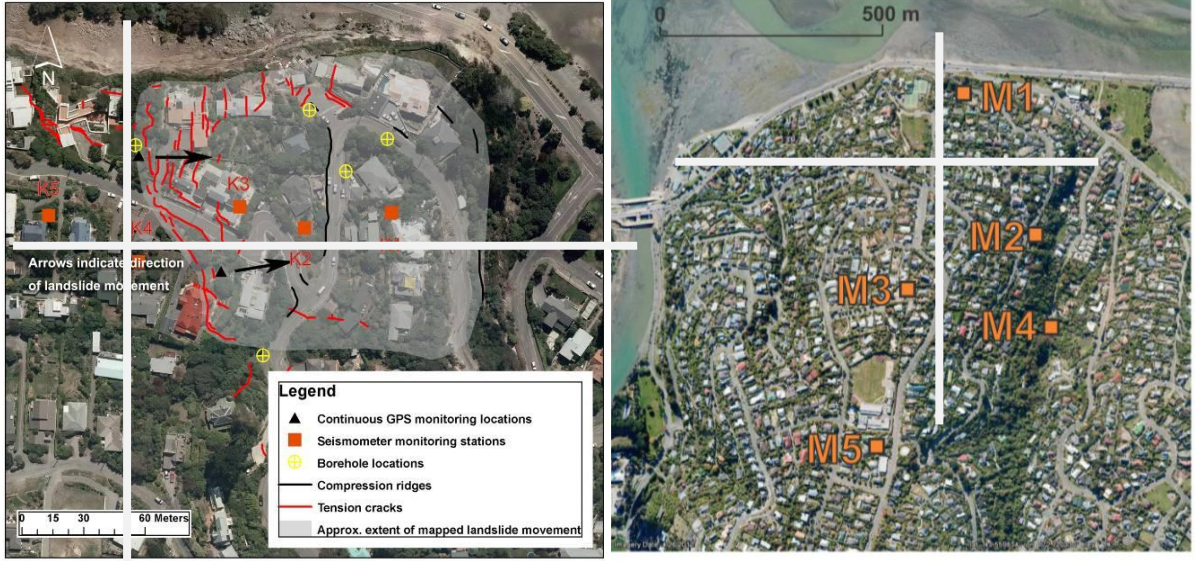 N
K5
K3
K4
K2
Arrows indicate direction
of landslide movement
Legend
Continuous GPS monitoring locations
Seismometer monitoring stations
Borehole locations
Compression ridges
Tension cracks
Approx. extent of mapped landslide movement
0 15 30 60 Meters
0 500 m
M1
M2
M3
M4
M5